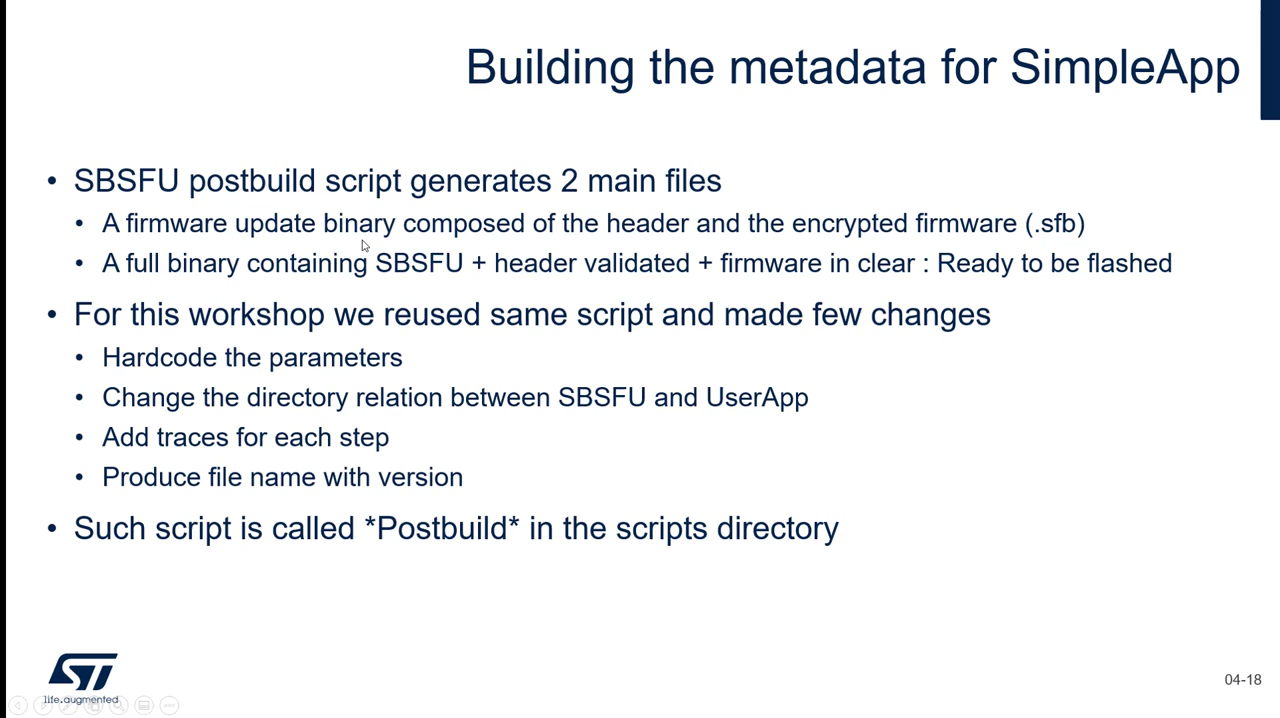 Building the metadata for SimpleApp
• SBSFU postbuild script generates 2 main files
• A firmware update binary composed of the header and the encrypted firmware (.sfb)
• A full binary containing SBSFU + header validated + firmware in clear : Ready to be flashed
• For this workshop we reused same script and made few changes
• Hardcode the parameters
• Change the directory relation between SBSFU and UserApp
• Add traces for each step
• Produce file name with version
• Such script is called *Postbuild* in the scripts directory
ST
life.augmented
04-18